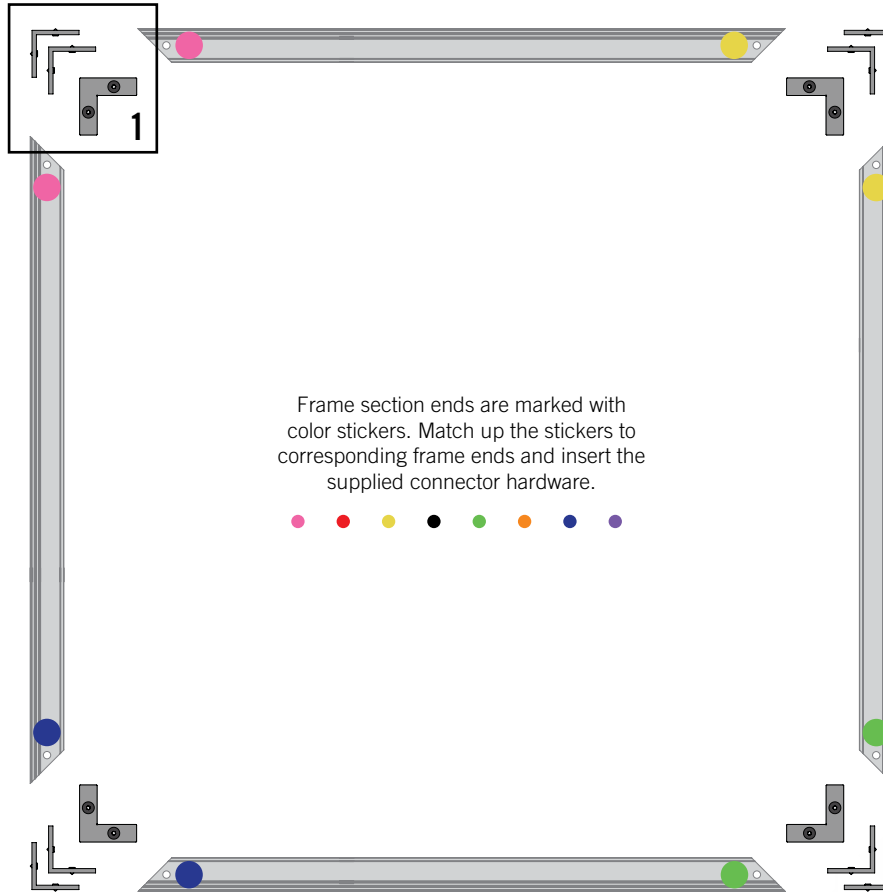 1
Frame section ends are marked with
color stickers. Match up the stickers to
corresponding frame ends and insert the
supplied connector hardware.